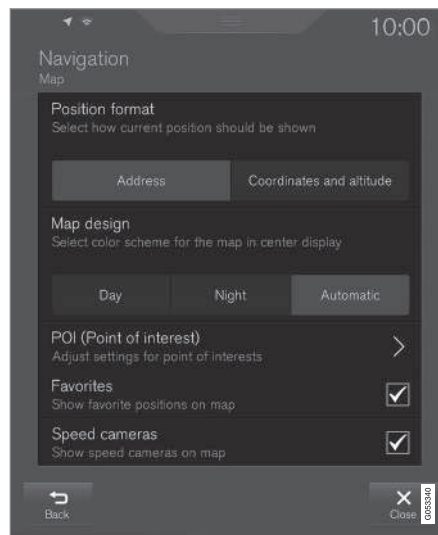 10:00
Navigation
Map
Position format
Select how current position should be shown
Address
Coordinates and altitude
Map design
Select color scheme for the map in center display
Day
Night
Automatic
POI (Point of interest)
Adjust settings for point of interests
Favorites
Show favorite positions on map
Speed cameras
Show speed cameras on map
Back
Close
G053340